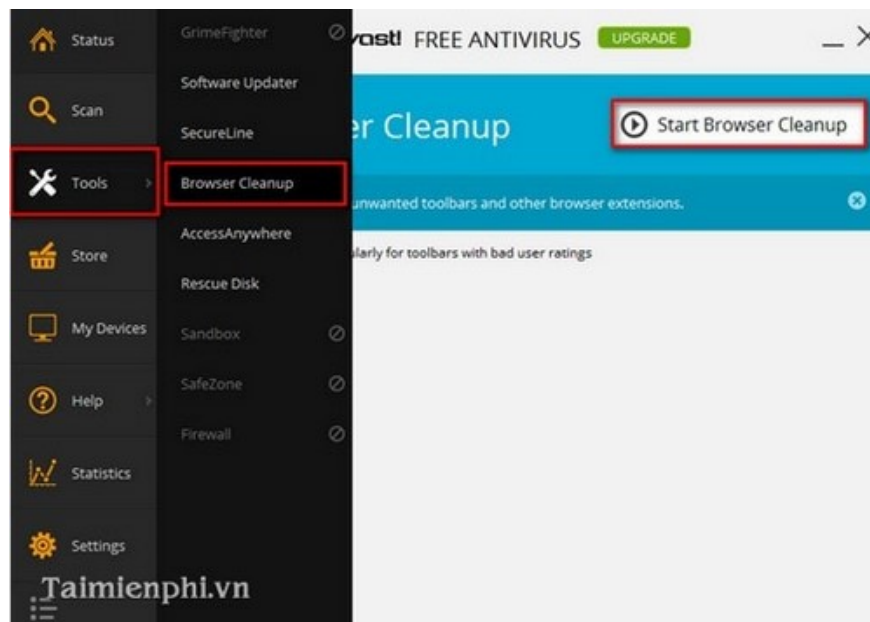 Status
Scan
Tools
Store
My Devices
Help
Statistics
Settings
GrimeFighter
Software Updater
SecureLine
Browser Cleanup
AccessAnywhere
Rescue Disk
Sandbox
SafeZone
Firewall
FREE ANTIVIRUS UPGRADE
Cleanup
Start Browser Cleanup
unwanted toolbars and other browser extensions.
for toolbars with bad user ratings
Taimienphi.vn